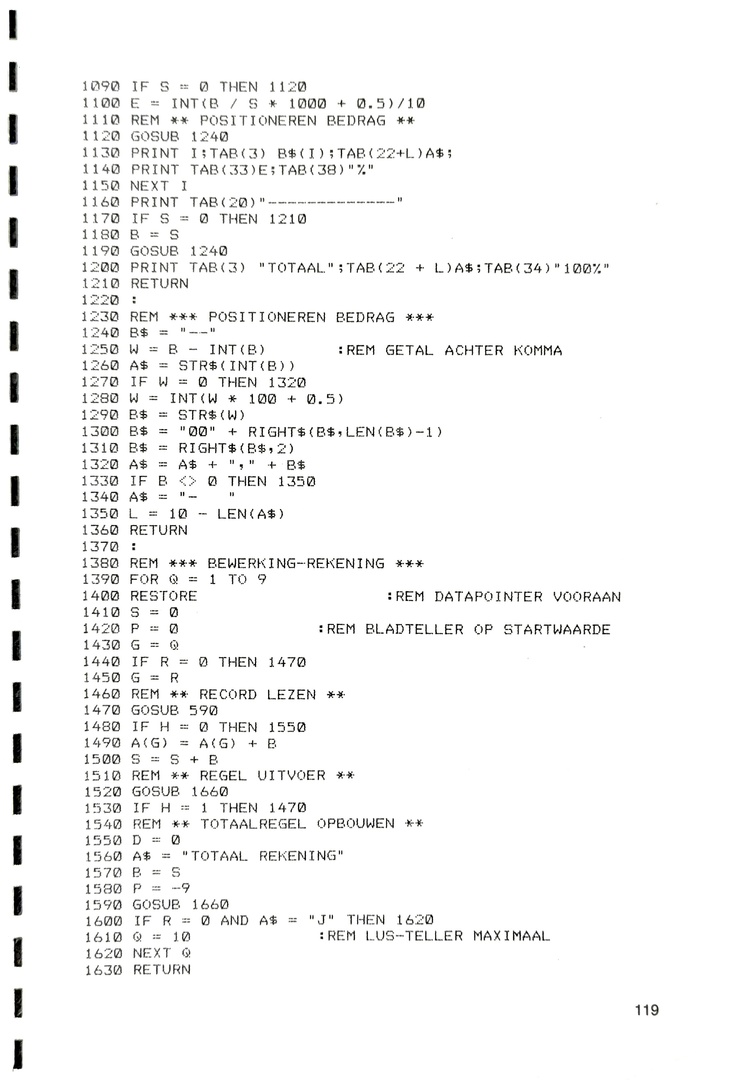 1090 IF S = 0 THEN 1120
1100 E = INT(B / S * 1000 + 0.5)/10
1110 REM ** POSITIONEREN BEDRAG **
1120 GOSUB 1240
1130 PRINT I;TAB(3) B$(I);TAB(22+L)A$;
1140 PRINT TAB(33)E;TAB(38)"%"
1150 NEXT I
1160 PRINT TAB(20)"-------------"
1170 IF S = 0 THEN 1210
1180 B = S
1190 GOSUB 1240
1200 PRINT TAB(3) "TOTAAL";TAB(22 + L)A$;TAB(34)"100%"
1210 RETURN
1220 :
1230 REM *** POSITIONEREN BEDRAG ***
1240 B$ = "--"
1250 W = B - INT(B)         :REM GETAL ACHTER KOMMA
1260 A$ = STR$(INT(B))
1270 IF W = 0 THEN 1320
1280 W = INT(W * 100 + 0.5)
1290 B$ = STR$(W)
1300 B$ = "00" + RIGHT$(B$,LEN(B$)-1)
1310 B$ = RIGHT$(B$,2)
1320 A$ = A$ + "," + B$
1330 IF B <> 0 THEN 1350
1340 A$ = "-   "
1350 L = 10 - LEN(A$)
1360 RETURN
1370 :
1380 REM *** BEWERKING-REKENING ***
1390 FOR Q = 1 TO 9
1400 RESTORE                       :REM DATAPOINTER VOORAAN
1410 S = 0
1420 P = 0                 :REM BLADTELLER OP STARTWAARDE
1430 G = Q
1440 IF R = 0 THEN 1470
1450 G = R
1460 REM ** RECORD LEZEN **
1470 GOSUB 590
1480 IF H = 0 THEN 1550
1490 A(G) = A(G) + B
1500 S = S + B
1510 REM ** REGEL UITVOER **
1520 GOSUB 1660
1530 IF H = 1 THEN 1470
1540 REM ** TOTAALREGEL OPBOUWEN **
1550 D = 0
1560 A$ = "TOTAAL REKENING"
1570 B = S
1580 P = -9
1590 GOSUB 1660
1600 IF R = 0 AND A$ = "J" THEN 1620
1610 Q = 10                :REM LUS-TELLER MAXIMAAL
1620 NEXT Q
1630 RETURN
119